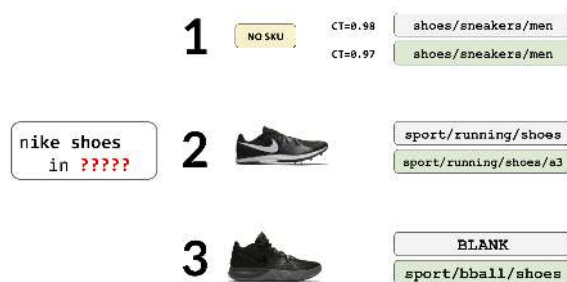 1
NO SKU
CT=0.98
shoes/sneakers/men
CT=0.97
shoes/sneakers/men
nike shoes
in ?????
2
sport/running/shoes
sport/running/shoes/a3
3
BLANK
sport/bball/shoes